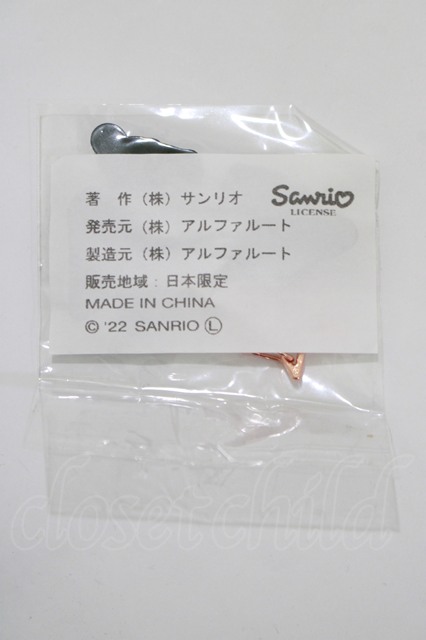 著　作（株）サンリオ
Sanrio
LICENSE
発売元（株）アルファルート
製造元（株）アルファルート
販売地域：日本限定
MADE IN CHINA
© '22 SANRIO Ⓛ
closetchild